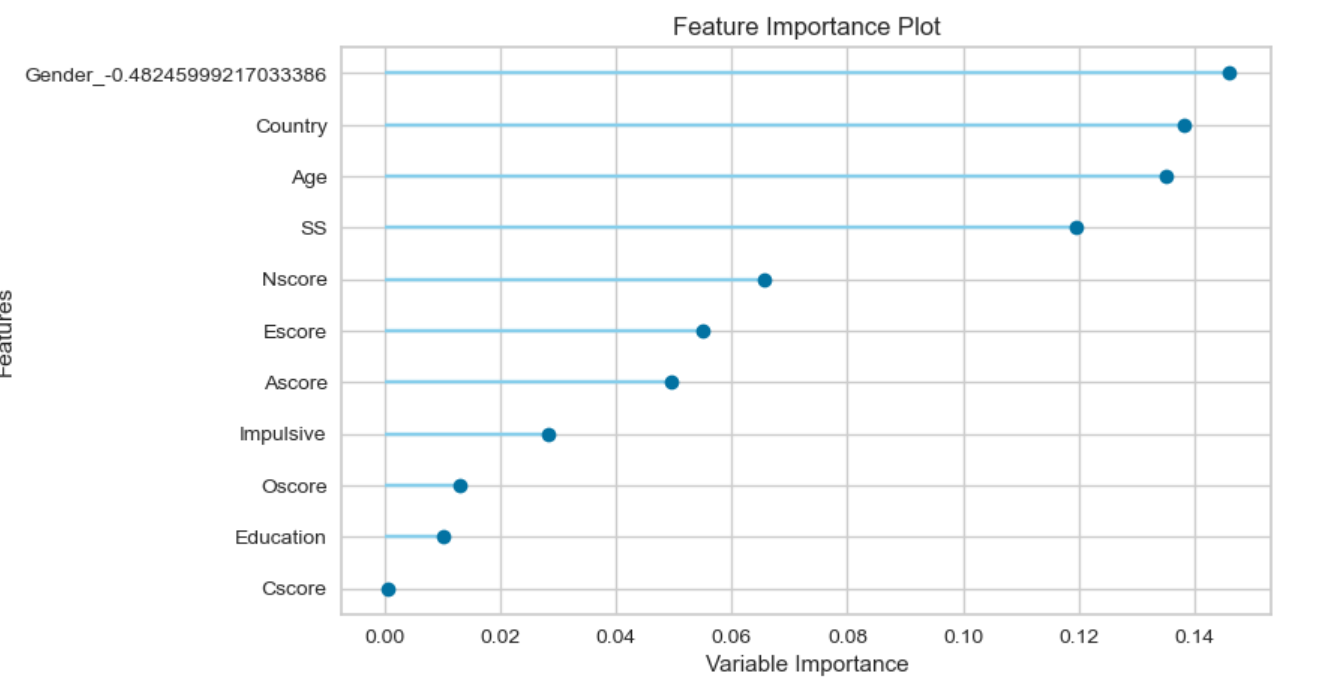 Feature Importance Plot
Features
Gender_-0.48245999217033386
Country
Age
SS
Nscore
Escore
Ascore
Impulsive
Oscore
Education
Cscore
0.00 0.02 0.04 0.06 0.08 0.10 0.12 0.14
Variable Importance